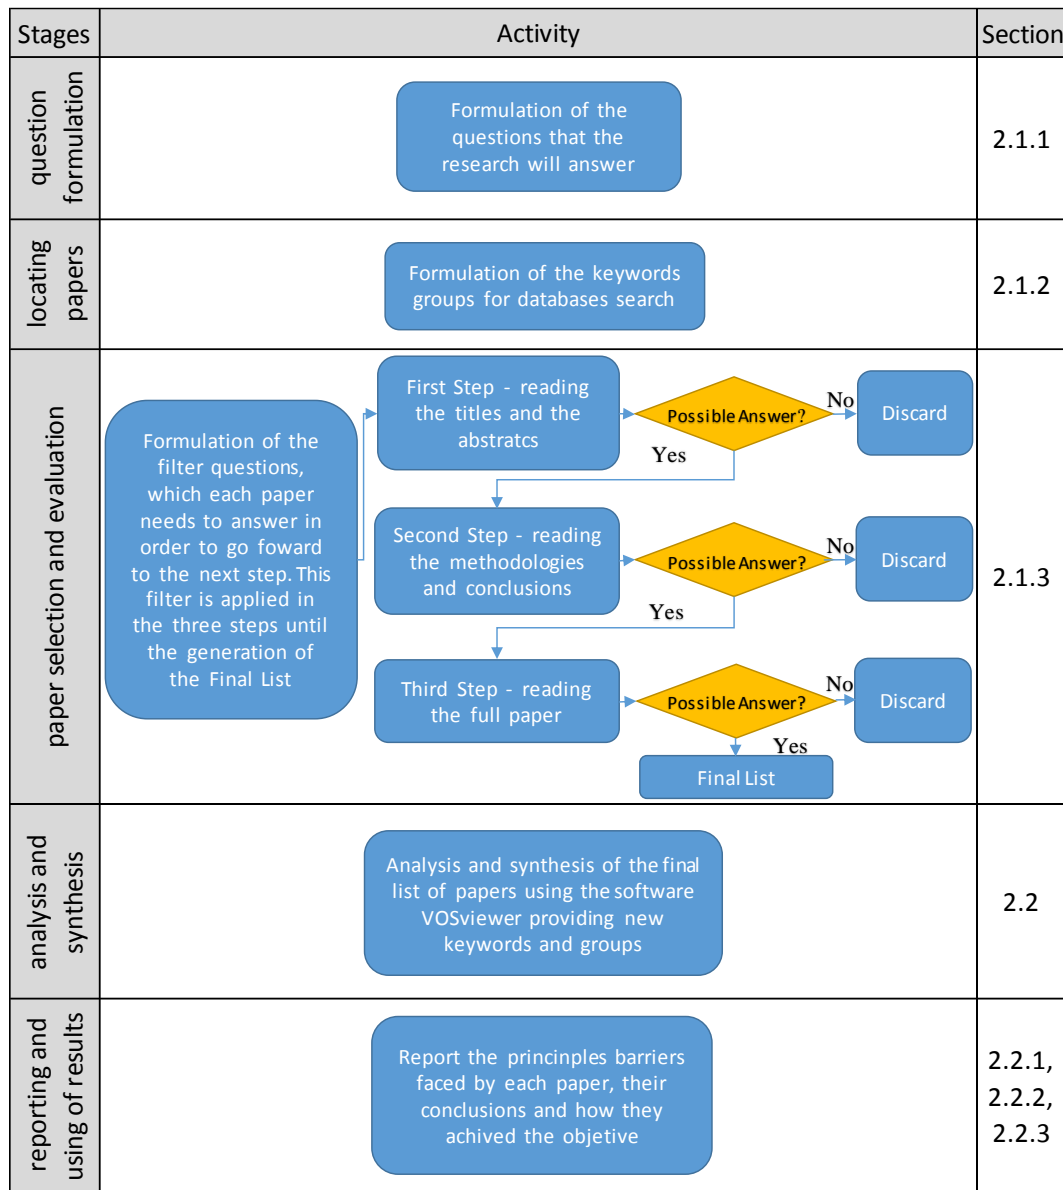 Stages
Activity
Section
question
formulation
Formulation of the
questions that the
research will answer
2.1.1
locating
papers
Formulation of the keywords
groups for databases search
2.1.2
paper selection and evaluation
Formulation of the
filter questions,
which each paper
needs to answer in
order to go foward
to the next step. This
filter is applied in
the three steps until
the generation of
the Final List
First Step - reading
the titles and the
abstratcs
Possible Answer?
No
Discard
Yes
Second Step - reading
the methodologies
and conclusions
Possible Answer?
No
Discard
Yes
Third Step - reading
the full paper
Possible Answer?
No
Discard
Yes
Final List
2.1.3
analysis and
synthesis
Analysis and synthesis of the final
list of papers using the software
VOSviewer providing new
keywords and groups
2.2
reporting and
using of results
Report the princinples barriers
faced by each paper, their
conclusions and how they
achived the objetive
2.2.1,
2.2.2,
2.2.3